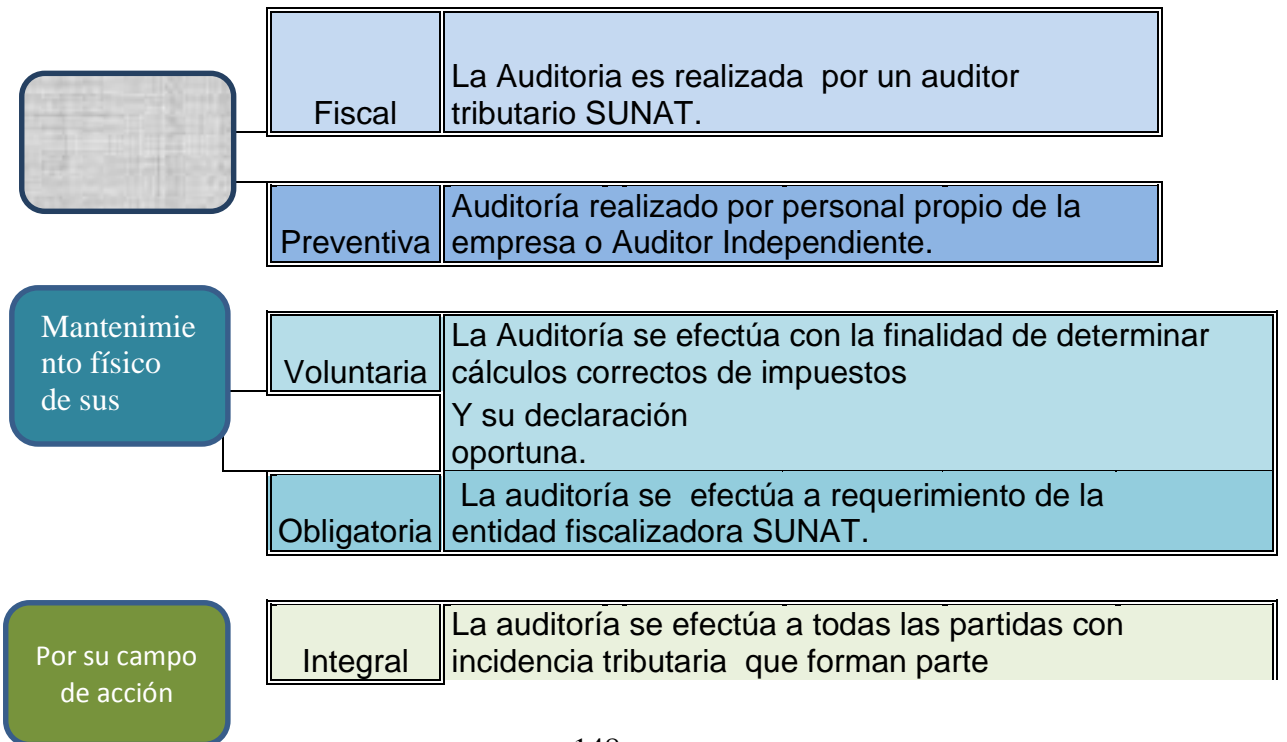 Fiscal
La Auditoria es realizada por un auditor
tributario SUNAT.
Preventiva
Auditoría realizado por personal propio de la
empresa o Auditor Independiente.
Mantenimie
nto físico
de sus
Voluntaria
La Auditoría se efectúa con la finalidad de determinar
cálculos correctos de impuestos
Y su declaración
oportuna.
Obligatoria
La auditoría se efectúa a requerimiento de la
entidad fiscalizadora SUNAT.
Por su campo
de acción
Integral
La auditoría se efectúa a todas las partidas con
incidencia tributaria que forman parte